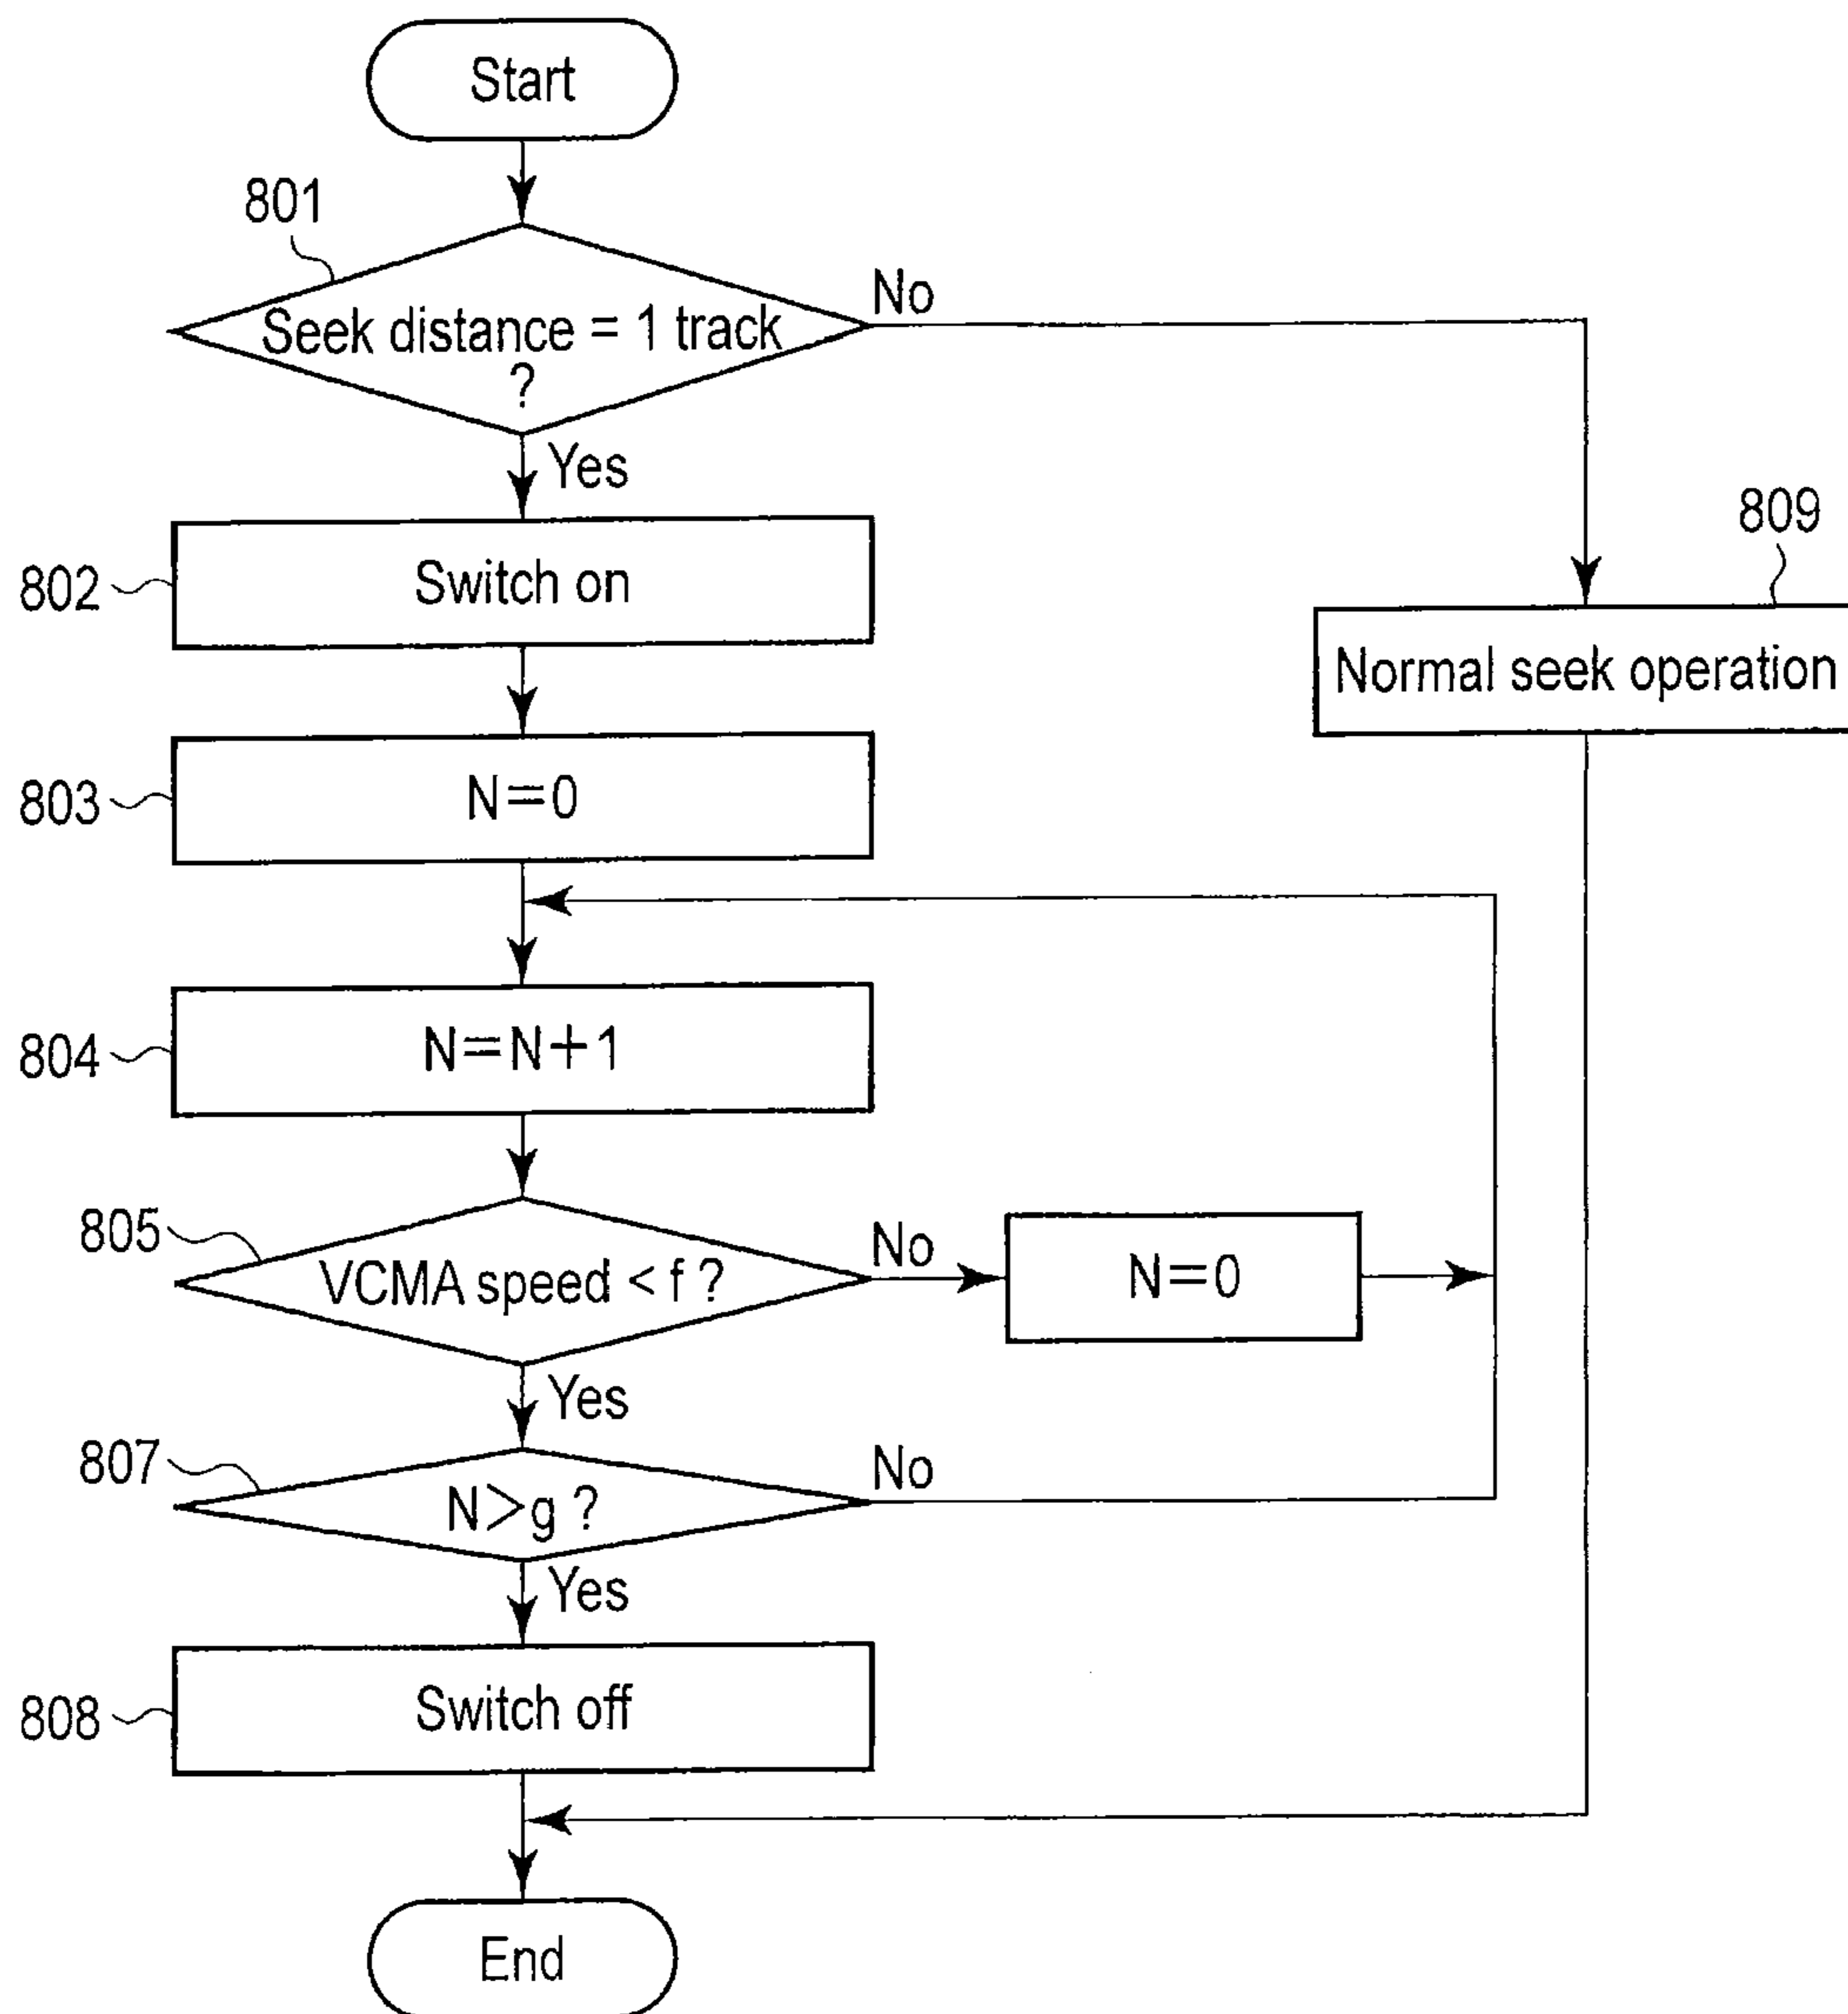 Start
801
Seek distance = 1 track
?
No
Yes
802
Switch on
809
Normal seek operation
803
N=0
804
N=N+1
805
VCMA speed < f ?
No
N=0
Yes
807
N>g ?
No
Yes
808
Switch off
End